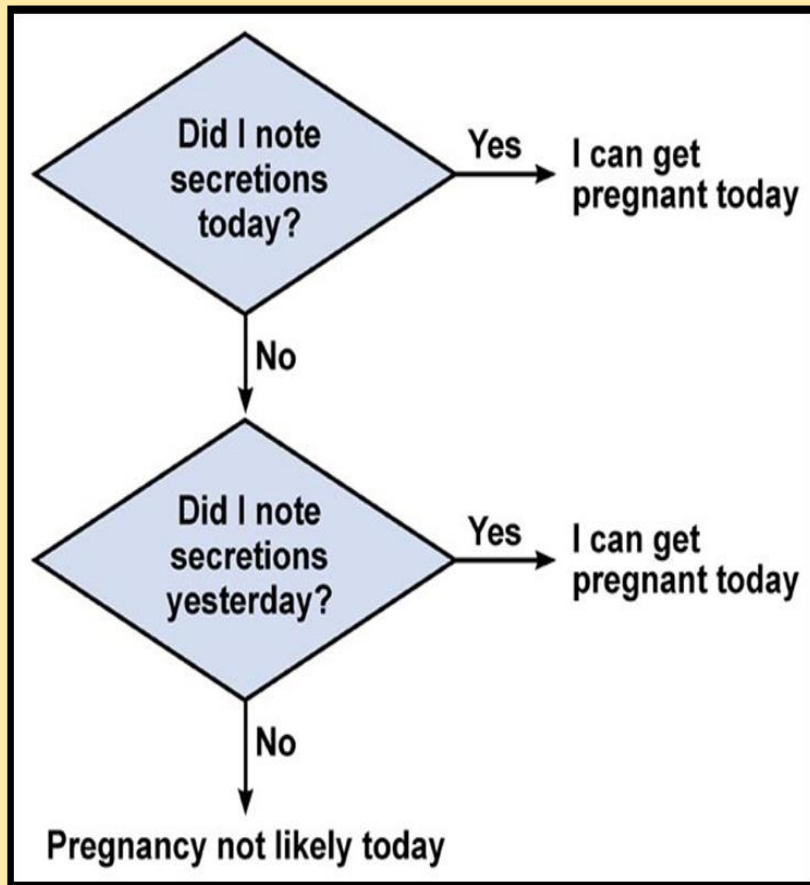 Did I note
secretions
today?
Yes
I can get
pregnant today
No
Did I note
secretions
yesterday?
Yes
I can get
pregnant today
No
Pregnancy not likely today